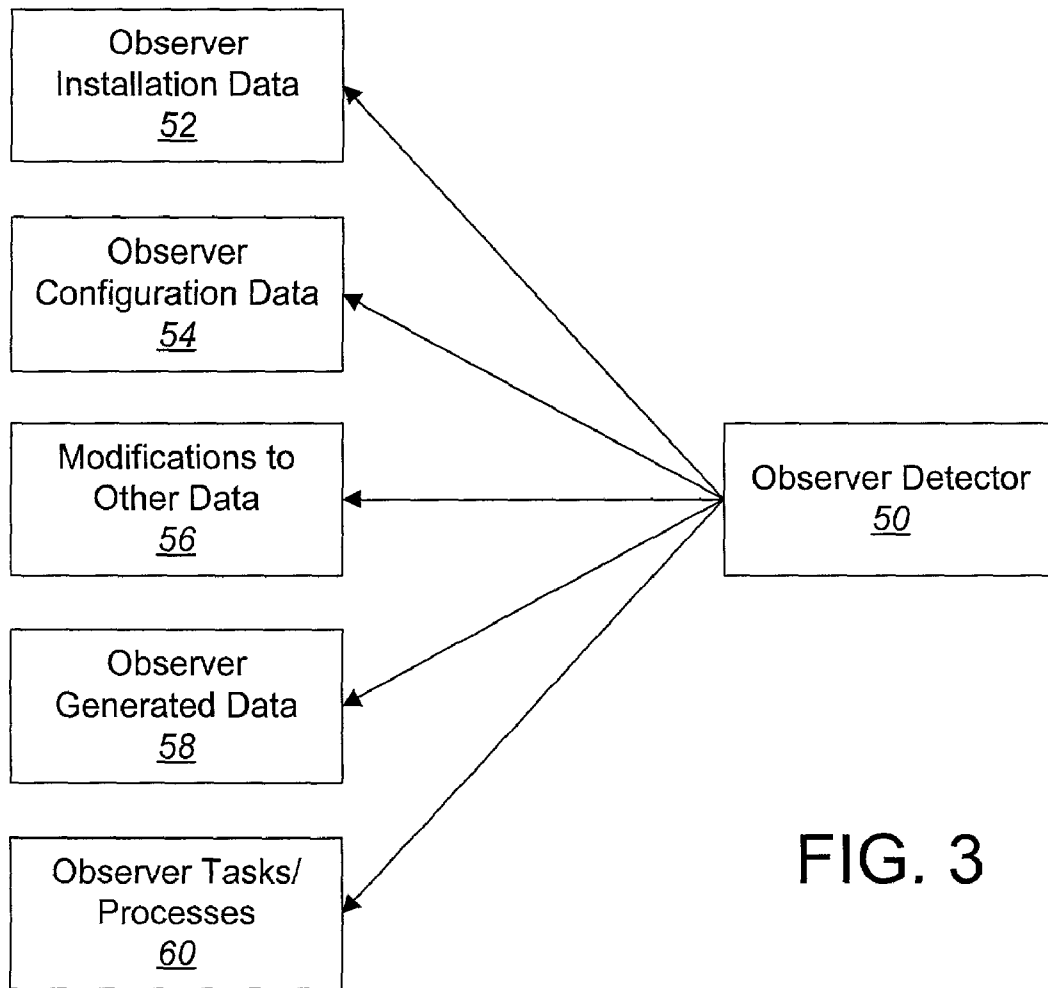 Observer
Installation Data
52
Observer
Configuration Data
54
Modifications to
Other Data
56
Observer
Generated Data
58
Observer Tasks/
Processes
60
Observer Detector
50
FIG. 3